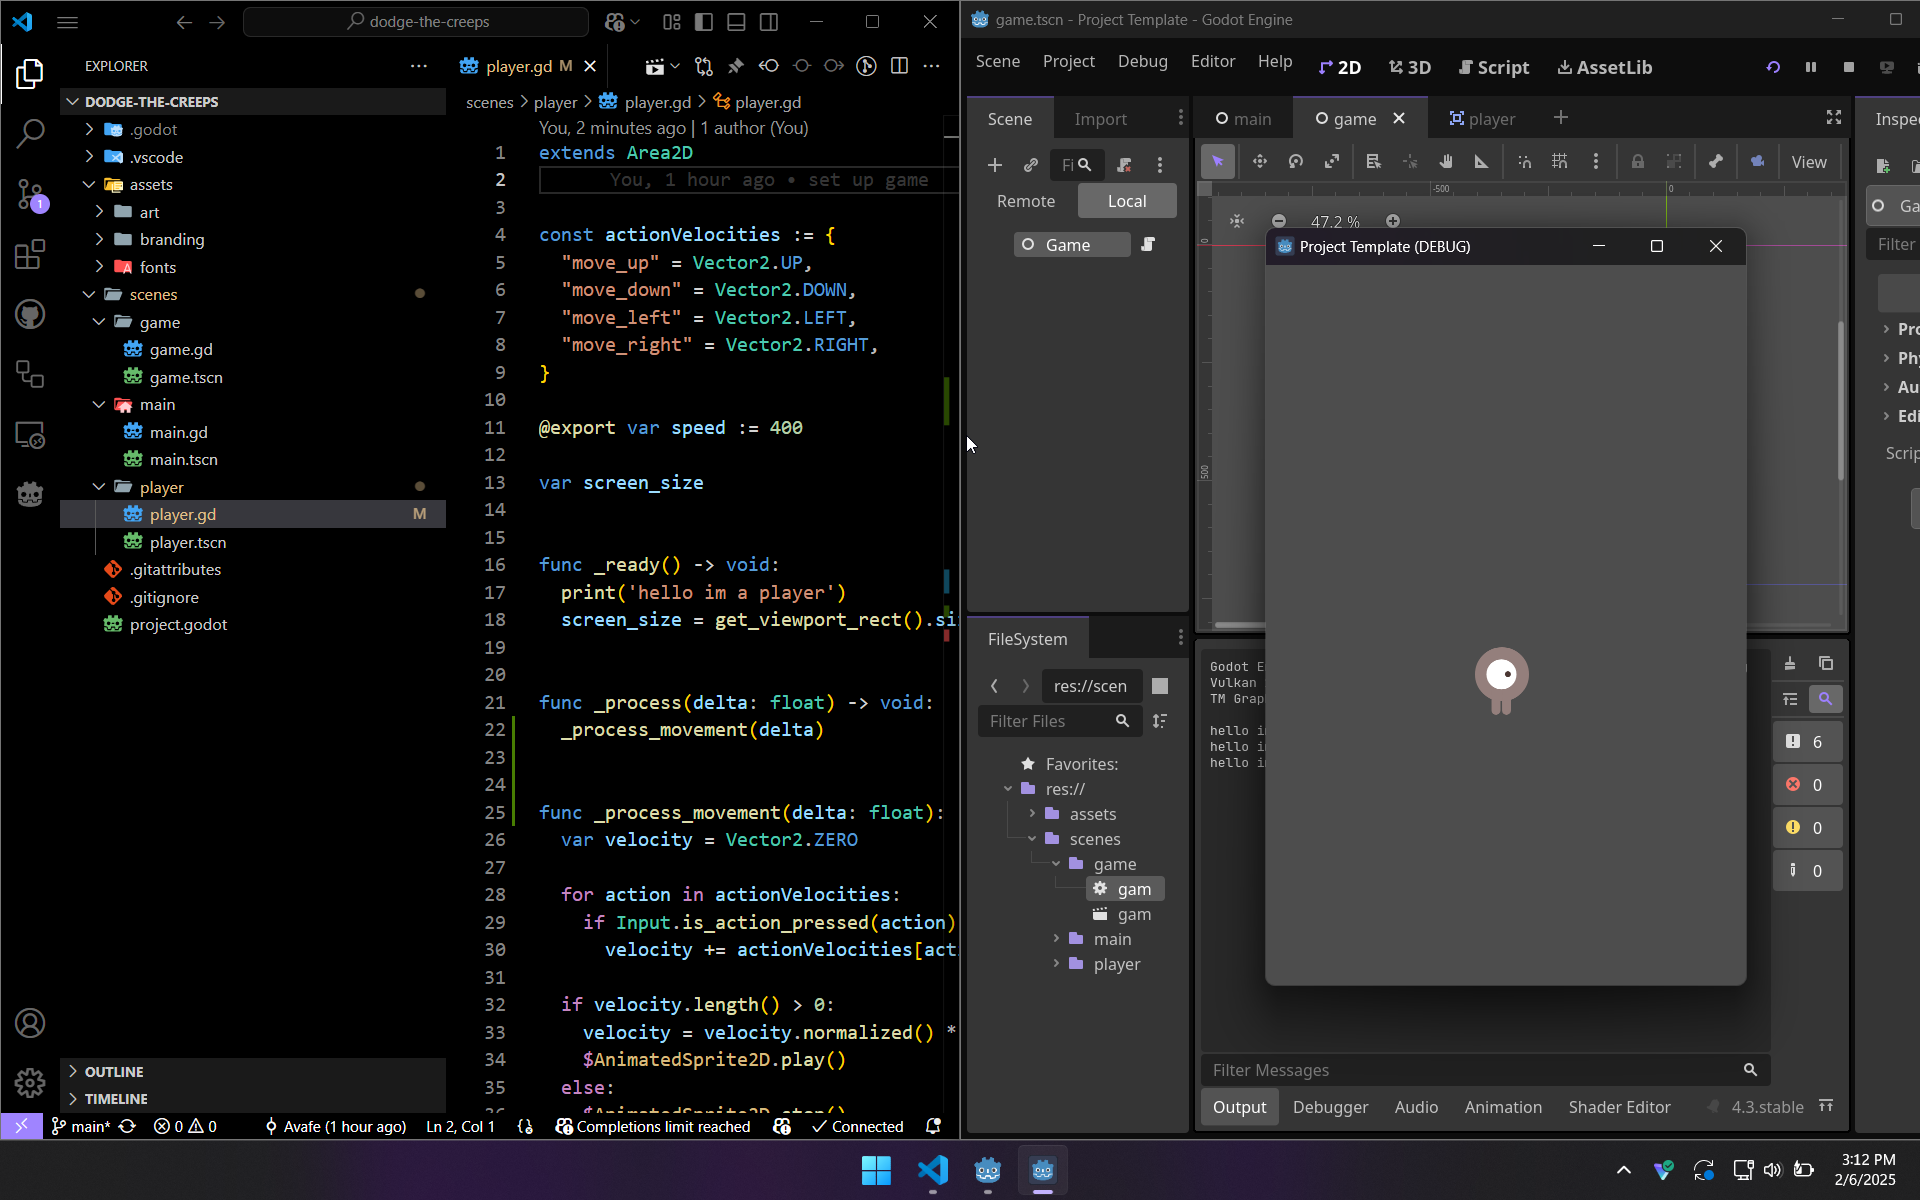 dodge-the-creeps
EXPLORER
DODGE-THE-CREEPS
.godot
.vscode
assets
art
branding
fonts
scenes
game
game.gd
game.tscn
main
main.gd
main.tscn
player
player.gd M
player.tscn
.gitattributes
.gitignore
project.godot
OUTLINE
TIMELINE
1
player.gd M
scenes > player > player.gd > player.gd
You, 2 minutes ago | 1 author (You)
1 extends Area2D
2 You, 1 hour ago • set up game
3
4 const actionVelocities := {
5 "move_up" = Vector2.UP,
6 "move_down" = Vector2.DOWN,
7 "move_left" = Vector2.LEFT,
8 "move_right" = Vector2.RIGHT,
9 }
10
11 @export var speed := 400
12
13 var screen_size
14
15
16 func _ready() -> void:
17 print('hello im a player')
18 screen_size = get_viewport_rect().si
19
20
21 func _process(delta: float) -> void:
22 _process_movement(delta)
23
24
25 func _process_movement(delta: float):
26 var velocity = Vector2.ZERO
27
28 for action in actionVelocities:
29 if Input.is_action_pressed(action)
30 velocity += actionVelocities[act
31
32 if velocity.length() > 0:
33 velocity = velocity.normalized() *
34 $AnimatedSprite2D.play()
35 else:
36 $AnimatedSprite2D.stop()
main* 0 0 Avafe (1 hour ago) Ln 2, Col 1 Completions limit reached Connected
game.tscn - Project Template - Godot Engine
Scene Project Debug Editor Help 2D 3D Script AssetLib
Scene Import
Fi
Remote Local
Game
main game player
View
-500 0
47.2 %
0
500
Project Template (DEBUG)
Inspe
Ga
Filter
Pro
Phy
Au
Edi
Scrip
FileSystem
res://scen
Filter Files
Favorites:
res://
assets
scenes
game
gam
gam
main
player
Godot E
Vulkan
TM Grap
hello i
hello i
hello i
6
0
0
0
Filter Messages
Output Debugger Audio Animation Shader Editor 4.3.stable
3:12 PM
2/6/2025